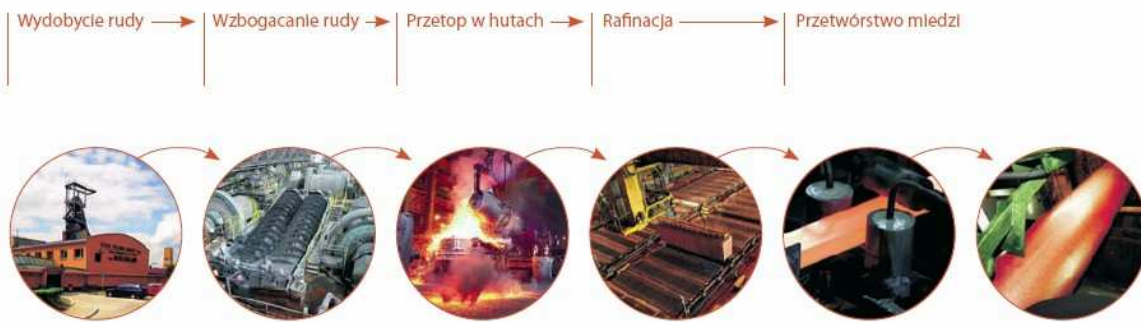 Wydobycie rudy
Wzbogacanie rudy
Przetop w hutach
Rafinacja
Przetwórstwo miedzi